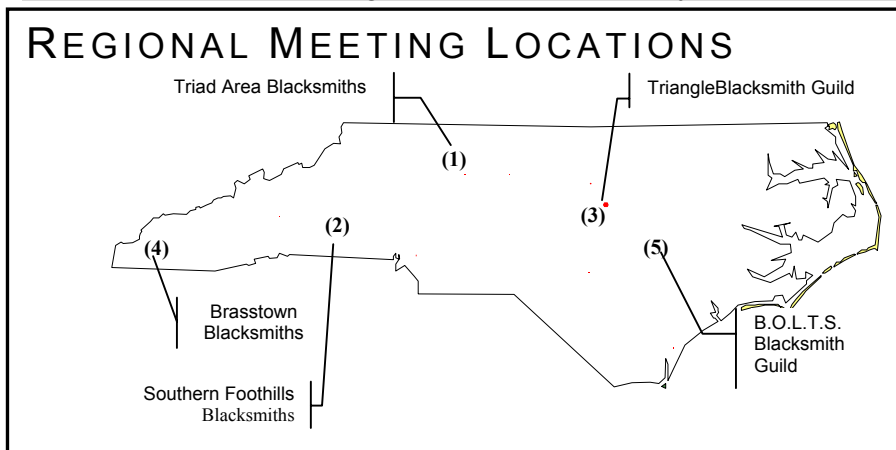 REGIONAL MEETING LOCATIONS
Triad Area Blacksmiths
TriangleBlacksmith Guild
(1)
(2)
(3)
(4)
(5)
Brasstown
Blacksmiths
B.O.L.T.S.
Blacksmith
Guild
Southern Foothills
Blacksmiths